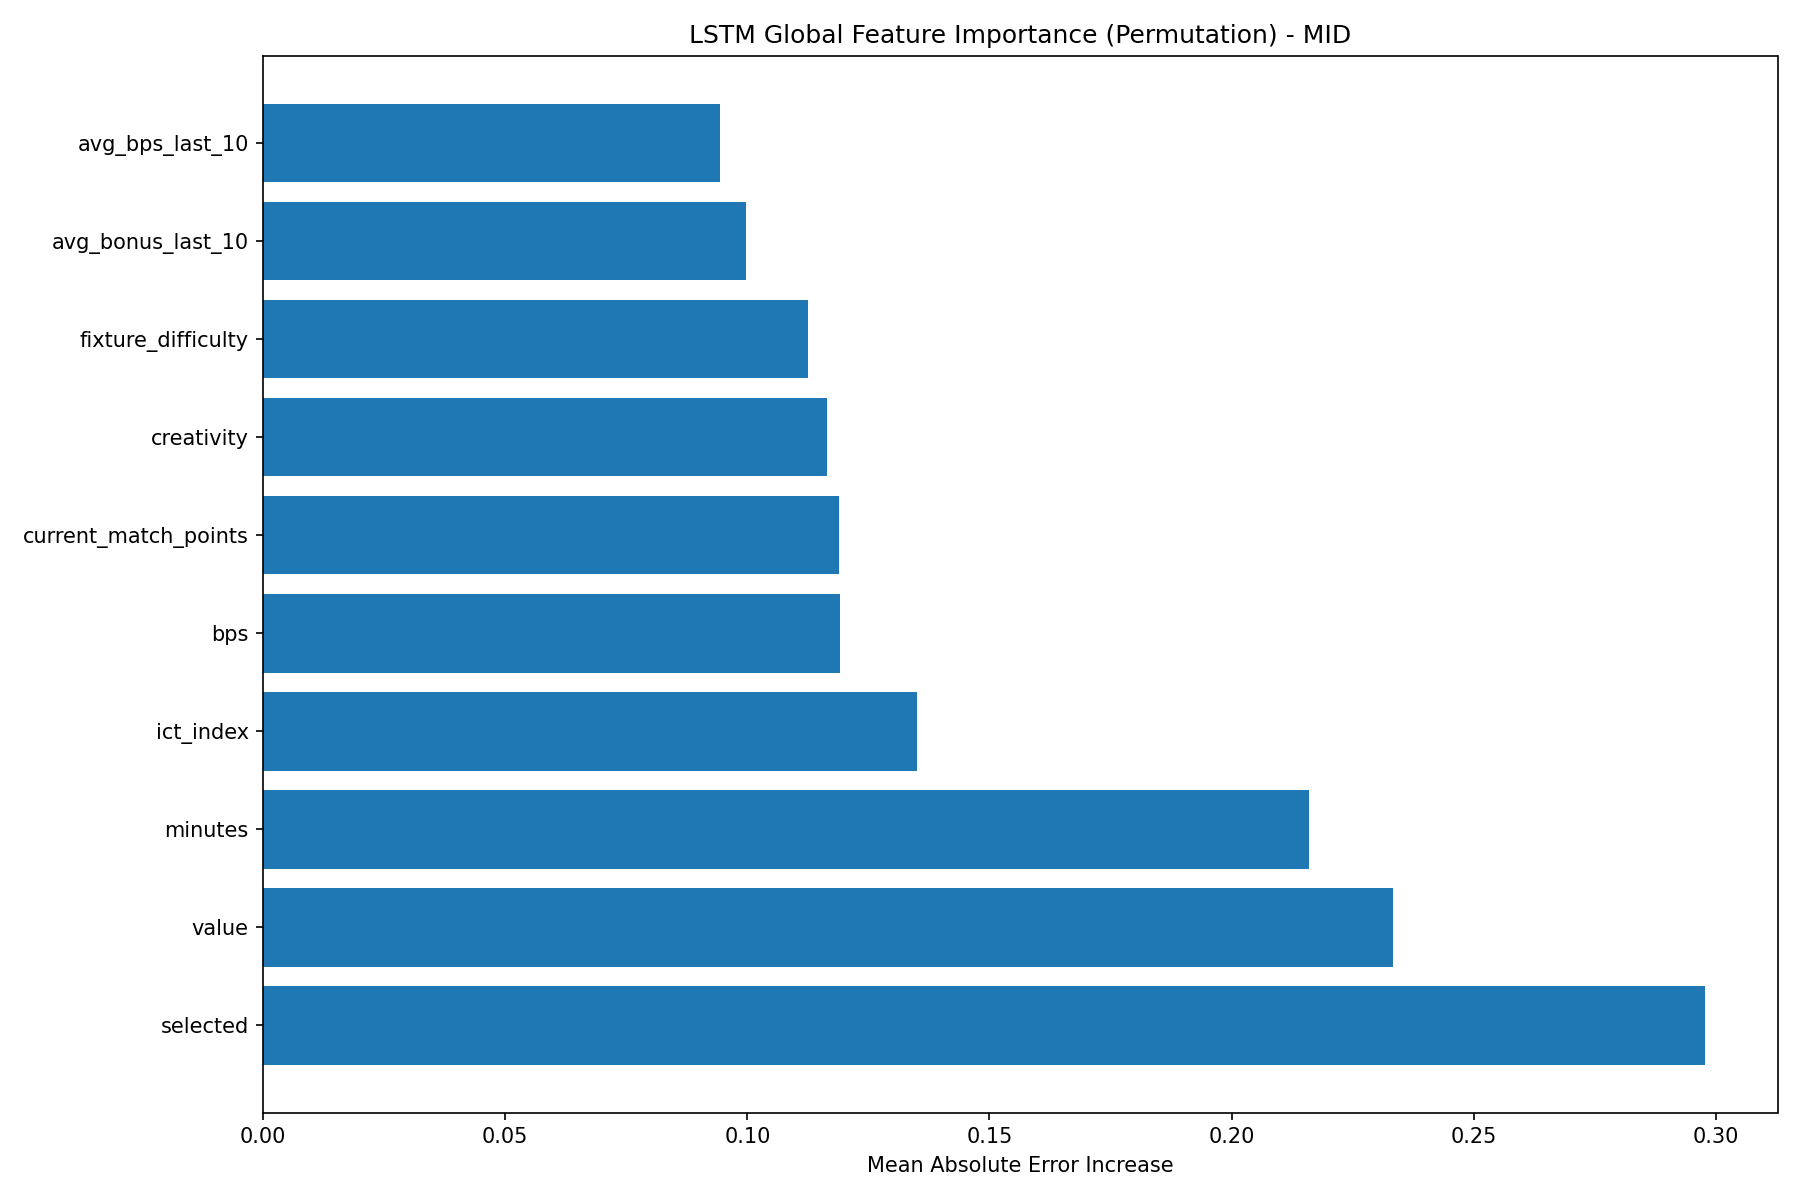 LSTM Global Feature Importance (Permutation) - MID
avg_bps_last_10
avg_bonus_last_10
fixture_difficulty
creativity
current_match_points
bps
ict_index
minutes
value
selected
0.00 0.05 0.10 0.15 0.20 0.25 0.30
Mean Absolute Error Increase